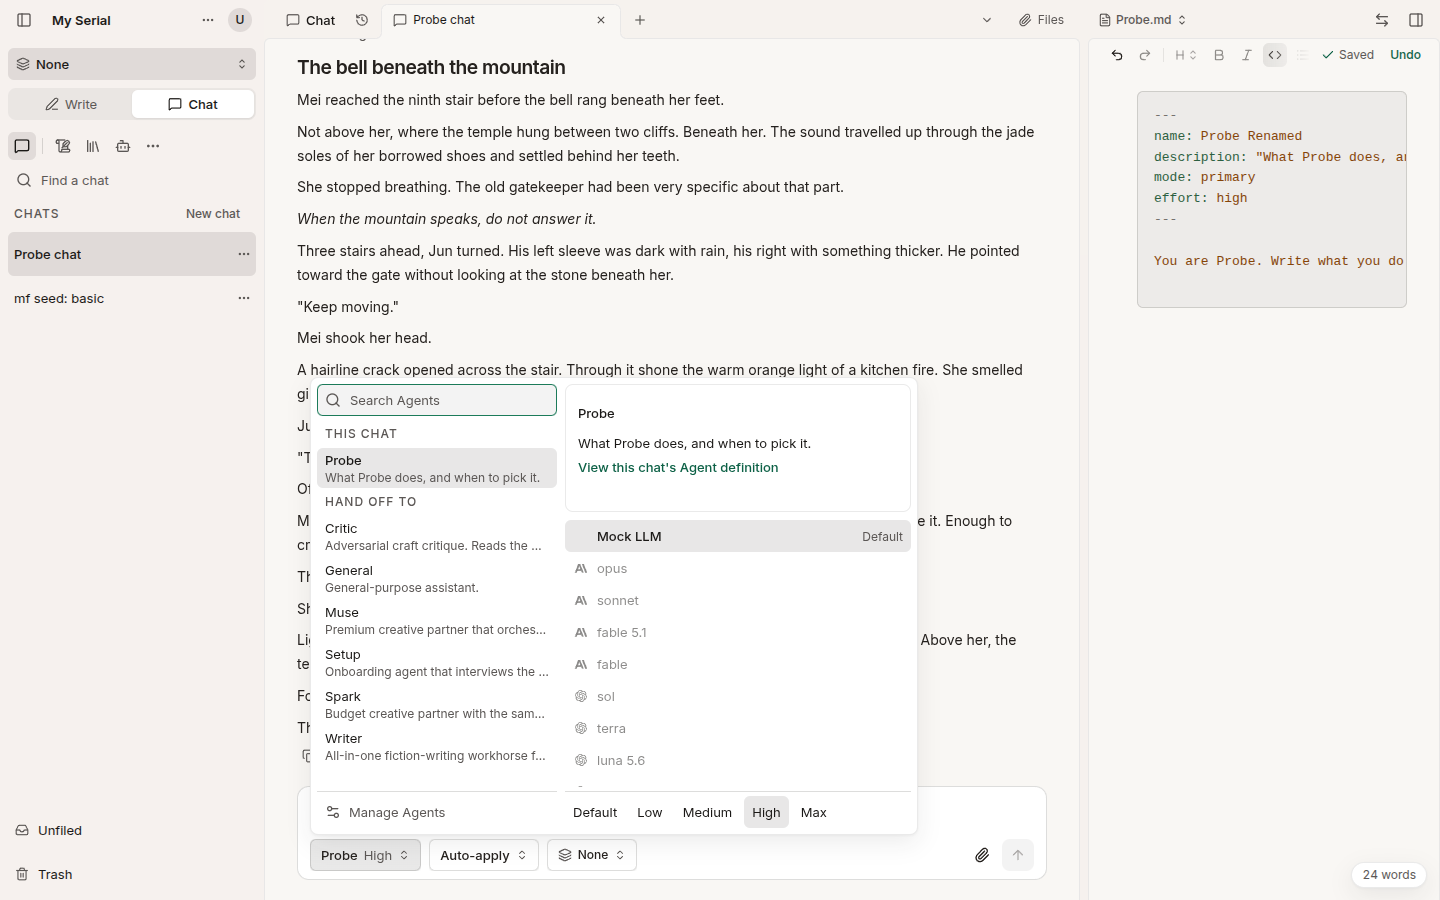 My Serial
U
Chat
Probe chat
Files
Probe.md
None
H
B
I
Saved
Undo
Write
Chat
Find a chat
CHATS
New chat
Probe chat
mf seed: basic
Unfiled
Trash
The bell beneath the mountain
Mei reached the ninth stair before the bell rang beneath her feet.
Not above her, where the temple hung between two cliffs. Beneath her. The sound travelled up through the jade
soles of her borrowed shoes and settled behind her teeth.
She stopped breathing. The old gatekeeper had been very specific about that part.
When the mountain speaks, do not answer it.
Three stairs ahead, Jun turned. His left sleeve was dark with rain, his right with something thicker. He pointed
toward the gate without looking at the stone beneath her.
"Keep moving."
Mei shook her head.
A hairline crack opened across the stair. Through it shone the warm orange light of a kitchen fire. She smelled
e it. Enough to
Above her, the
Search Agents
THIS CHAT
Probe
What Probe does, and when to pick it.
HAND OFF TO
Critic
Adversarial craft critique. Reads the ...
General
General-purpose assistant.
Muse
Premium creative partner that orches...
Setup
Onboarding agent that interviews the ...
Spark
Budget creative partner with the sam...
Writer
All-in-one fiction-writing workhorse f...
Manage Agents
Probe
What Probe does, and when to pick it.
View this chat's Agent definition
Mock LLM
Default
opus
sonnet
fable 5.1
fable
sol
terra
luna 5.6
Default
Low
Medium
High
Max
Probe High
Auto-apply
None
---
name: Probe Renamed
description: "What Probe does, a
mode: primary
effort: high
---
You are Probe. Write what you do
24 words